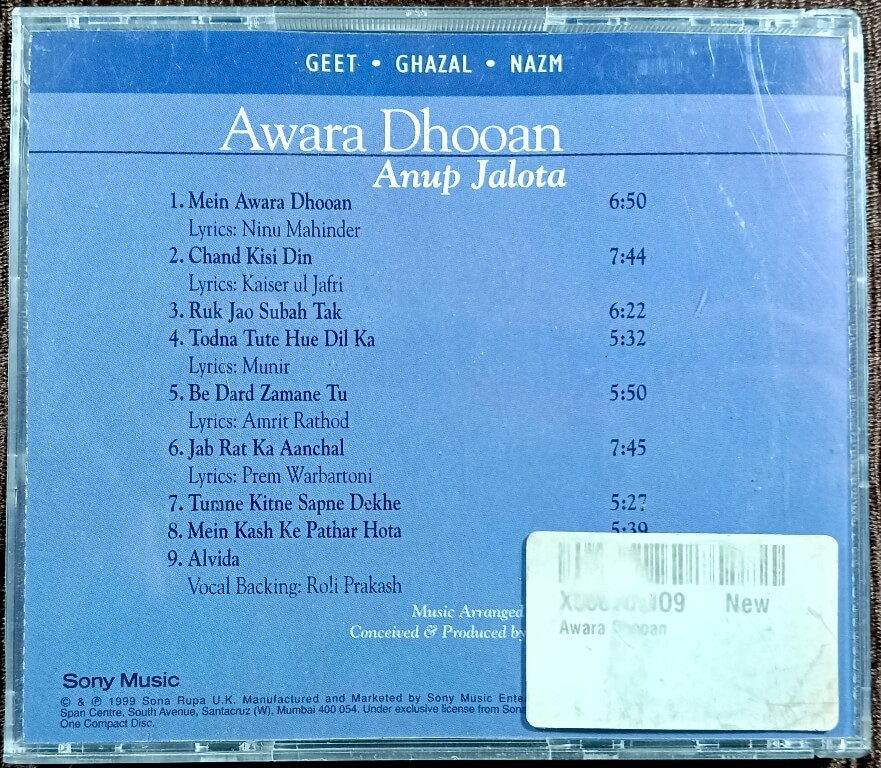 GEET • GHAZAL • NAZM
Awara Dhooan
Anup Jalota
1. Mein Awara Dhooan 6:50
Lyrics: Ninu Mahinder
2. Chand Kisi Din 7:44
Lyrics: Kaiser ul Jafri
3. Ruk Jao Subah Tak 6:22
4. Todna Tute Hue Dil Ka 5:32
Lyrics: Munir
5. Be Dard Zamane Tu 5:50
Lyrics: Amrit Rathod
6. Jab Rat Ka Aanchal 7:45
Lyrics: Prem Warbartoni
7. Tumne Kitne Sapne Dekhe 5:27
8. Mein Kash Ke Pathar Hota 5:39
9. Alvida
Vocal Backing: Roli Prakash
Music Arranged
Conceived & Produced by
New
Awara Dhooan
Sony Music
© & ℗ 1999 Sona Rupa U.K. Manufactured and Marketed by Sony Music
Span Centre, South Avenue, Santacruz (W), Mumbai 400 054. Under exclusive license from
One Compact Disc.